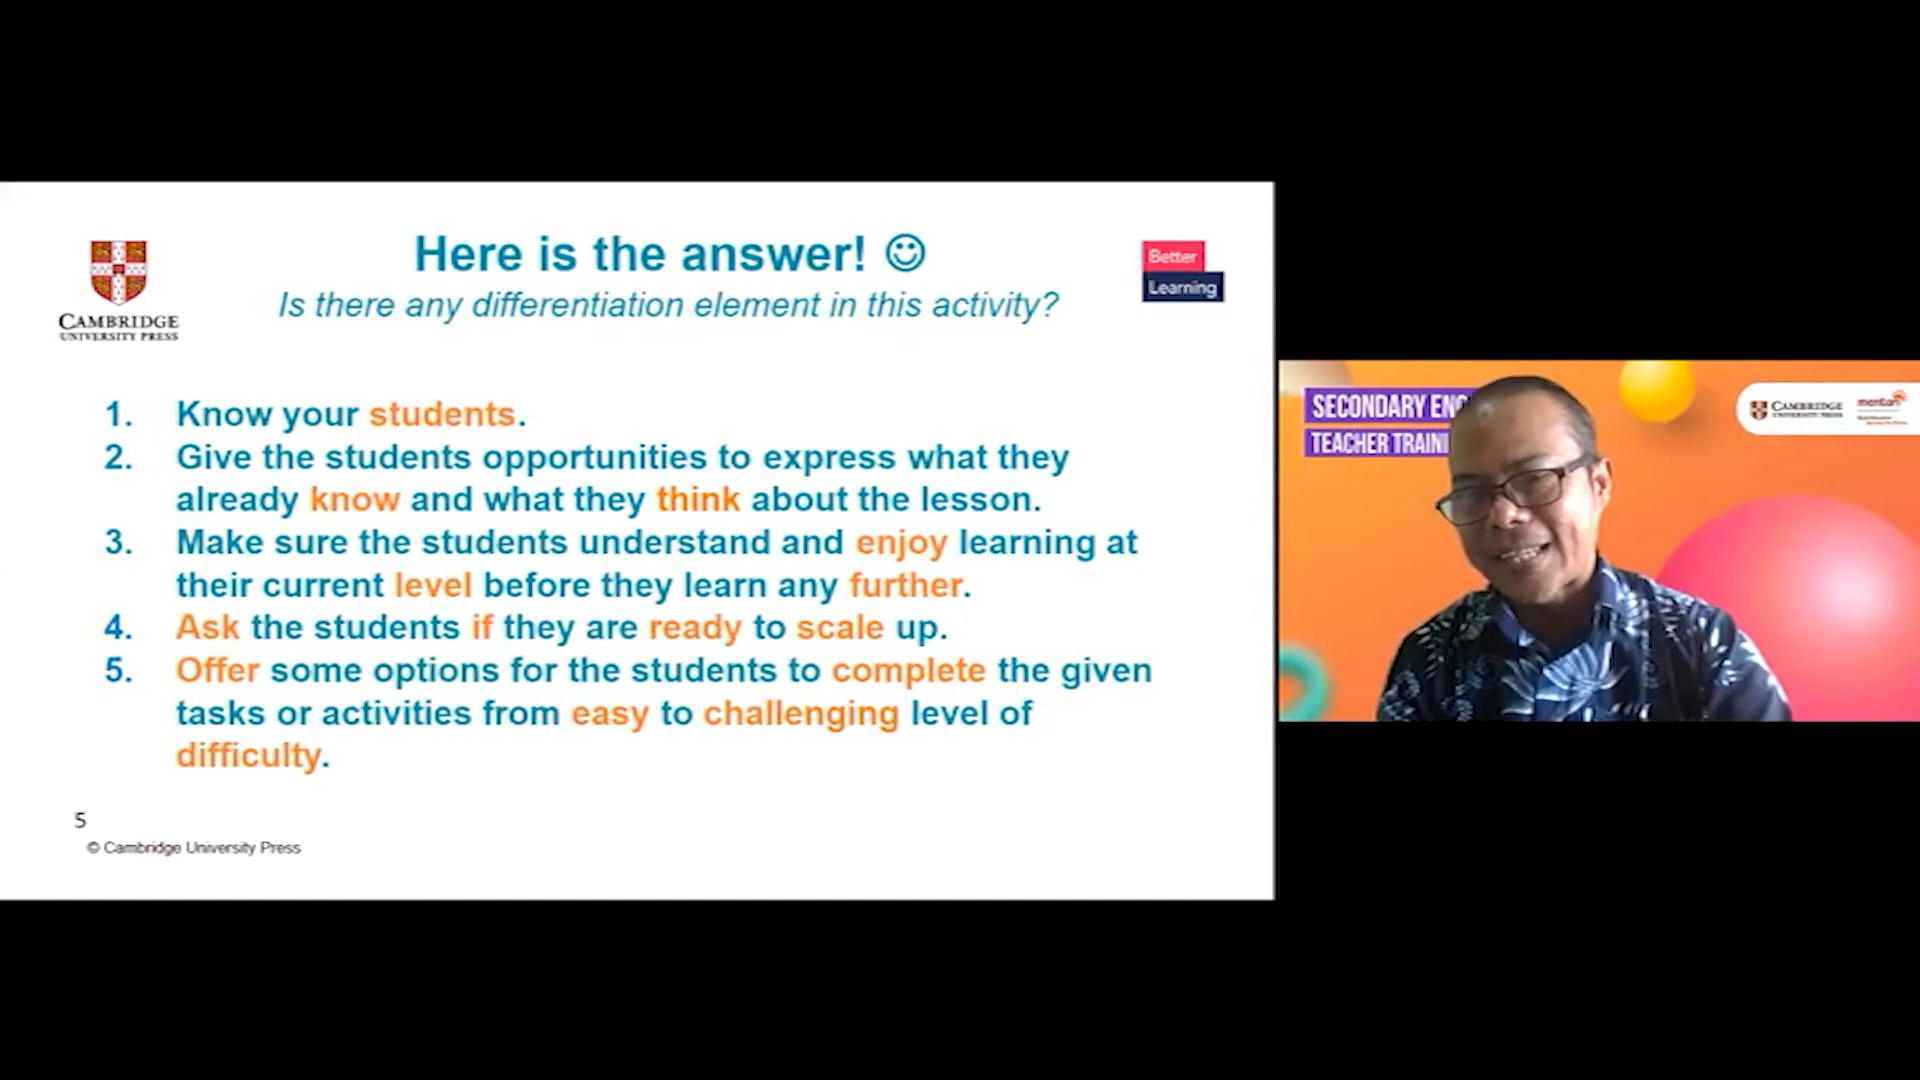 Here is the answer! ☺
Is there any differentiation element in this activity?
Better
Learning
CAMBRIDGE
UNIVERSITY PRESS
1. Know your students.
2. Give the students opportunities to express what they
already know and what they think about the lesson.
3. Make sure the students understand and enjoy learning at
their current level before they learn any further.
4. Ask the students if they are ready to scale up.
5. Offer some options for the students to complete the given
tasks or activities from easy to challenging level of
difficulty.
5
© Cambridge University Press
SECONDARY ENG
TEACHER TRAINI
CAMBRIDGE
UNIVERSITY PRESS
mentari